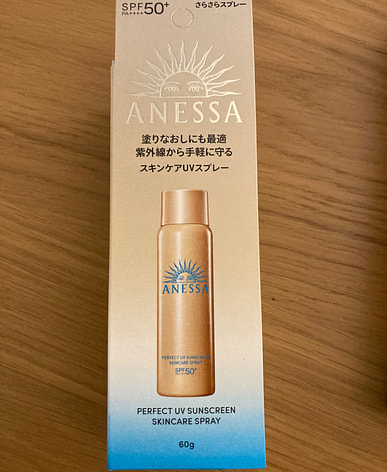 SPF50+ さらさらスプレー
PA++++
ANESSA
塗りなおしにも最適
紫外線から手軽に守る
スキンケアUVスプレー
ANESSA
PERFECT UV SUNSCREEN
SKINCARE SPRAY
SPF50+
PERFECT UV SUNSCREEN
SKINCARE SPRAY
60g